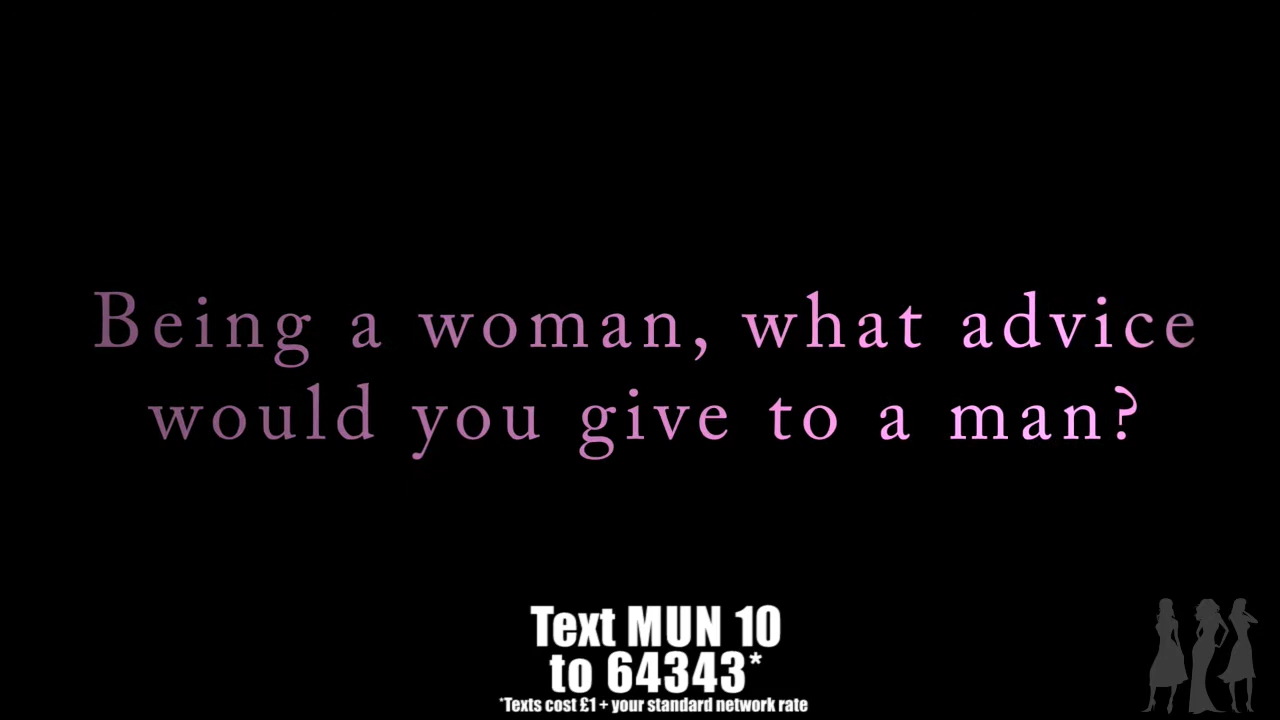 Being a woman, what advice
would you give to a man?
Text MUN 10
to 64343*
*Texts cost £1 + your standard network rate